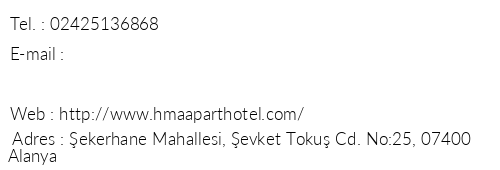 Tel. : 02425136868
E-mail :
Web : http://www.hmaaparthotel.com/
Adres : Şekerhane Mahallesi, Şevket Tokuş Cd. No:25, 07400
Alanya